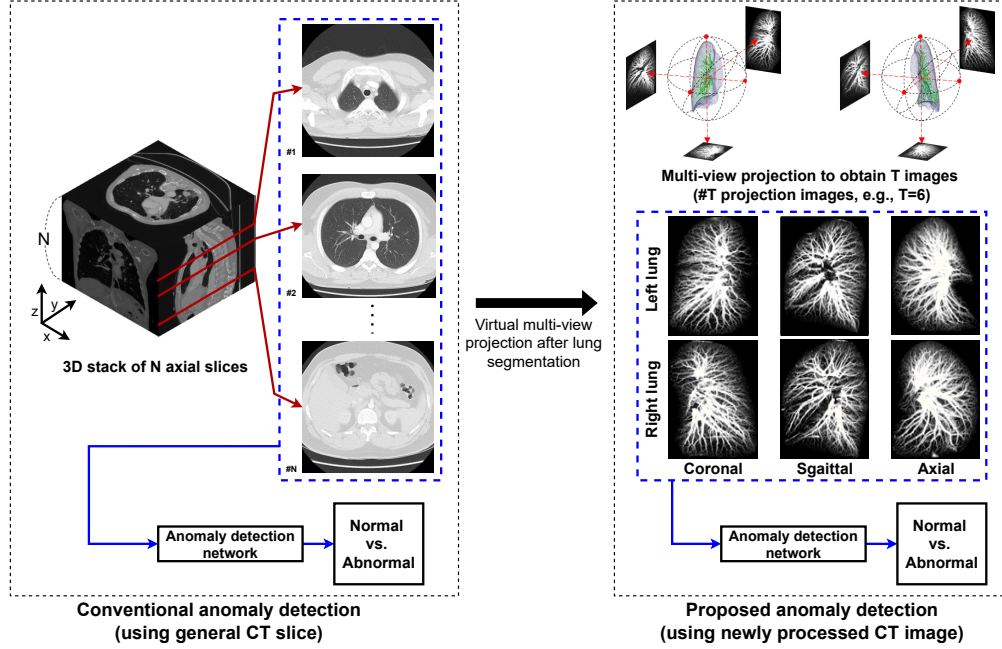 #1
N
#2
z
y
x
3D stack of N axial slices
#N
Anomaly detection
network
Normal
vs.
Abnormal
Conventional anomaly detection
(using general CT slice)
Virtual multi-view
projection after lung
segmentation
Multi-view projection to obtain T images
(#T projection images, e.g., T=6)
Left lung
Right lung
Coronal
Sgaittal
Axial
Anomaly detection
network
Normal
vs.
Abnormal
Proposed anomaly detection
(using newly processed CT image)